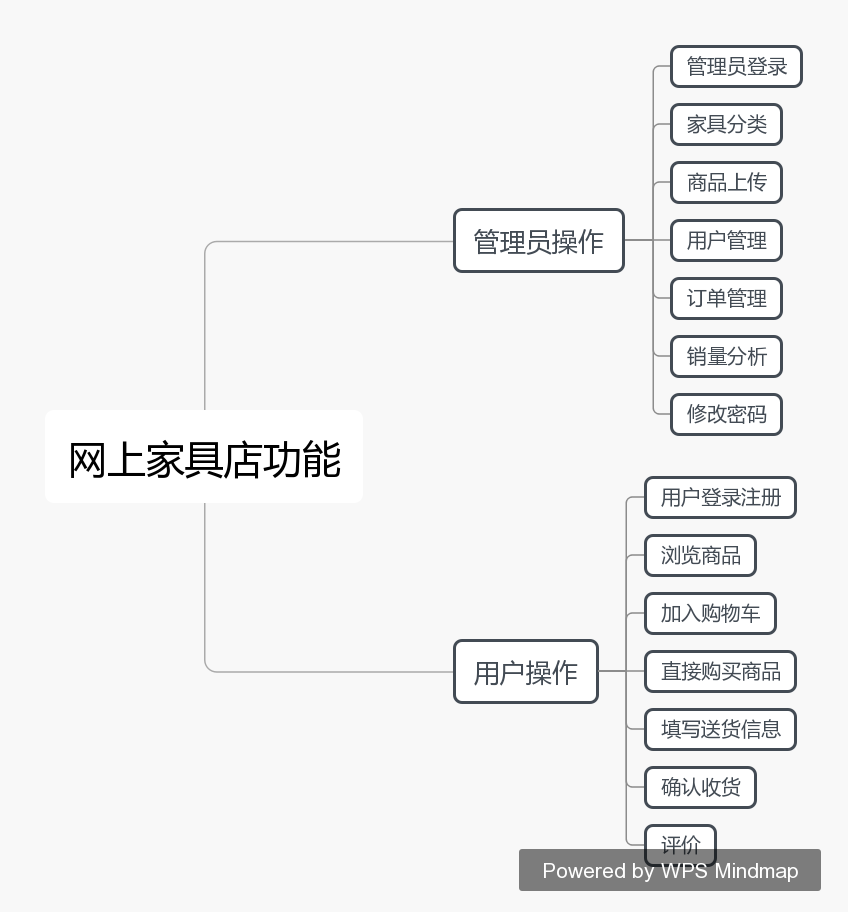 网上家具店功能
管理员操作
管理员登录
家具分类
商品上传
用户管理
订单管理
销量分析
修改密码
用户操作
用户登录注册
浏览商品
加入购物车
直接购买商品
填写送货信息
确认收货
评价
Powered by WPS Mindmap